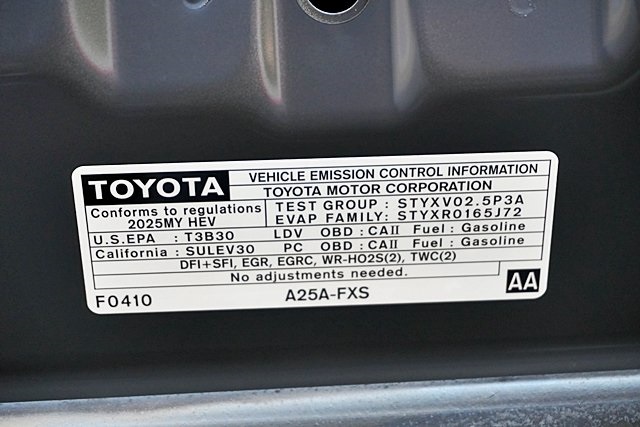 TOYOTA VEHICLE EMISSION CONTROL INFORMATION
TOYOTA MOTOR CORPORATION
Conforms to regulations TEST GROUP : STYXV02.5P3A
2025MY HEV EVAP FAMILY: STYXR0165J72
U.S.EPA : T3B30 LDV OBD : CAII Fuel : Gasoline
California : SULEV30 PC OBD : CAII Fuel : Gasoline
DFI+SFI, EGR, EGRC, WR-HO2S(2), TWC(2)
No adjustments needed.
F0410 A25A-FXS AA